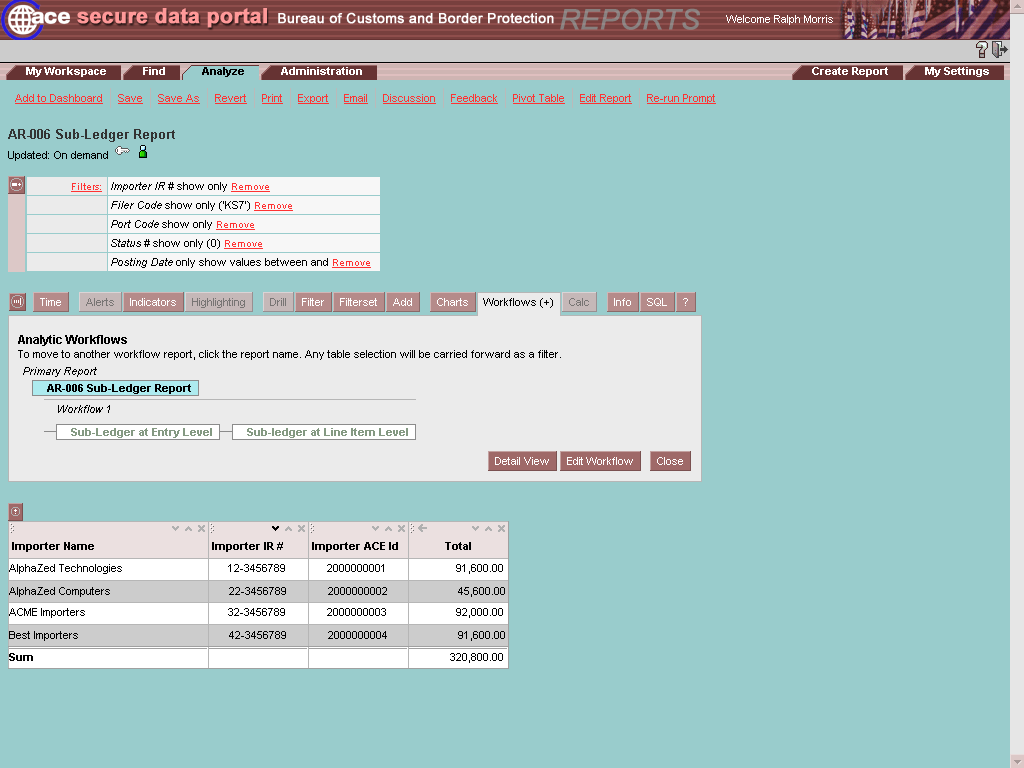 ace secure data portal Bureau of Customs and Border Protection REPORTS Welcome Ralph Morris
?
My Workspace Find Analyze Administration Create Report My Settings
Add to Dashboard Save Save As Revert Print Export Email Discussion Feedback Pivot Table Edit Report Re-run Prompt
AR-006 Sub-Ledger Report
Updated: On demand
Filters: Importer IR # show only Remove
Filer Code show only ('KS7') Remove
Port Code show only Remove
Status # show only (0) Remove
Posting Date only show values between and Remove
Time Alerts Indicators Highlighting Drill Filter Filterset Add Charts Workflows (+) Calc Info SQL ?
Analytic Workflows
To move to another workflow report, click the report name. Any table selection will be carried forward as a filter.
Primary Report
AR-006 Sub-Ledger Report
Workflow 1
Sub-Ledger at Entry Level Sub-ledger at Line Item Level
Detail View Edit Workflow Close
Importer Name Importer IR # Importer ACE Id Total
AlphaZed Technologies 12-3456789 2000000001 91,600.00
AlphaZed Computers 22-3456789 2000000002 45,600.00
ACME Importers 32-3456789 2000000003 92,000.00
Best Importers 42-3456789 2000000004 91,600.00
Sum 320,800.00